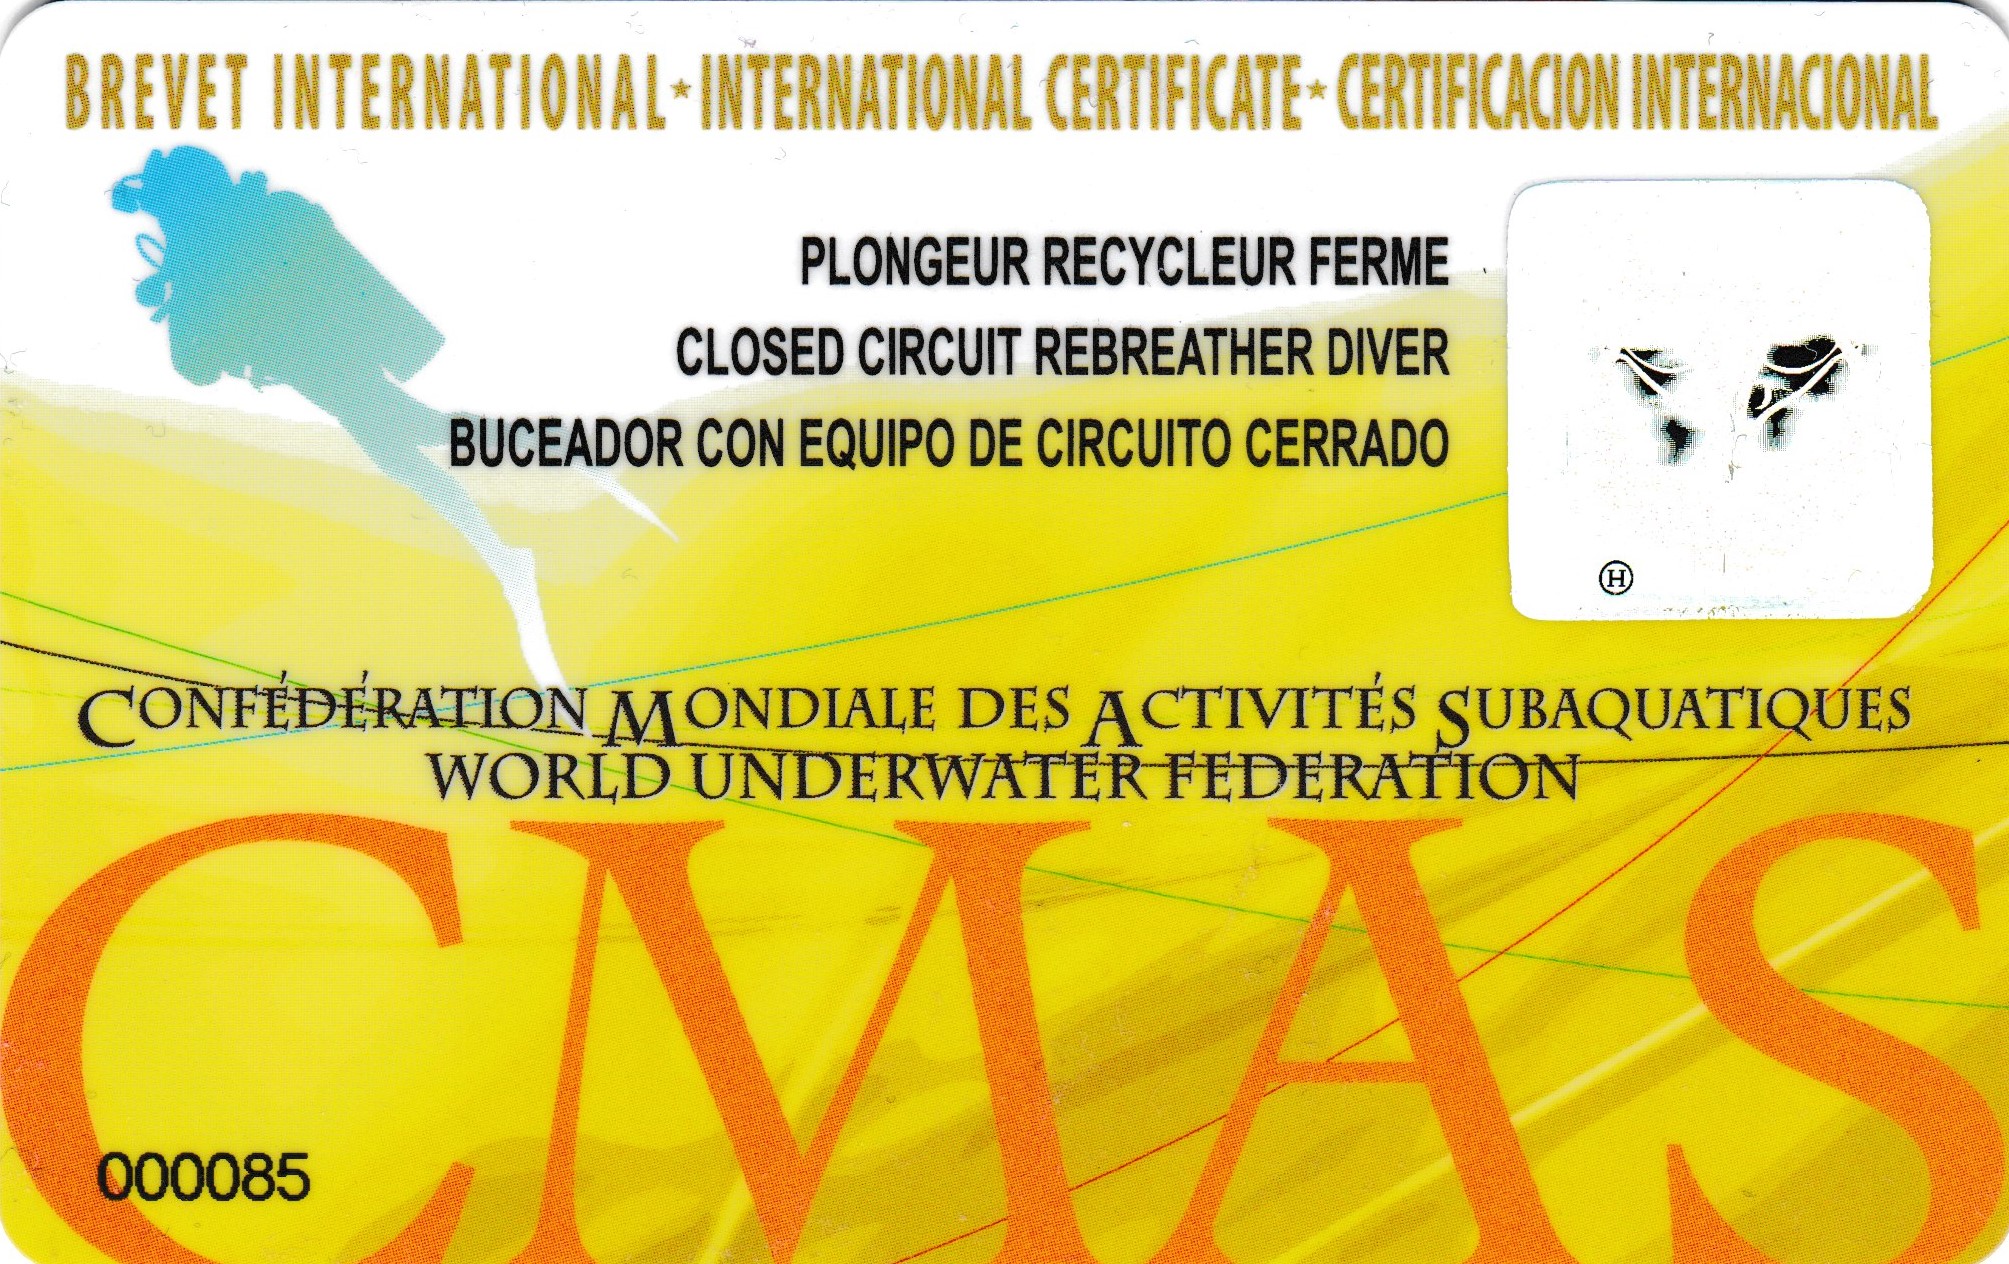 BREVET INTERNATIONAL★INTERNATIONAL CERTIFICATE★CERTIFICACION INTERNACIONAL
PLONGEUR RECYCLEUR FERME
CLOSED CIRCUIT REBREATHER DIVER
BUCEADOR CON EQUIPO DE CIRCUITO CERRADO
Ⓗ
CONFÉDÉRATION MONDIALE DES ACTIVITÉS SUBAQUATIQUES
WORLD UNDERWATER FEDERATION
CMAS
000085